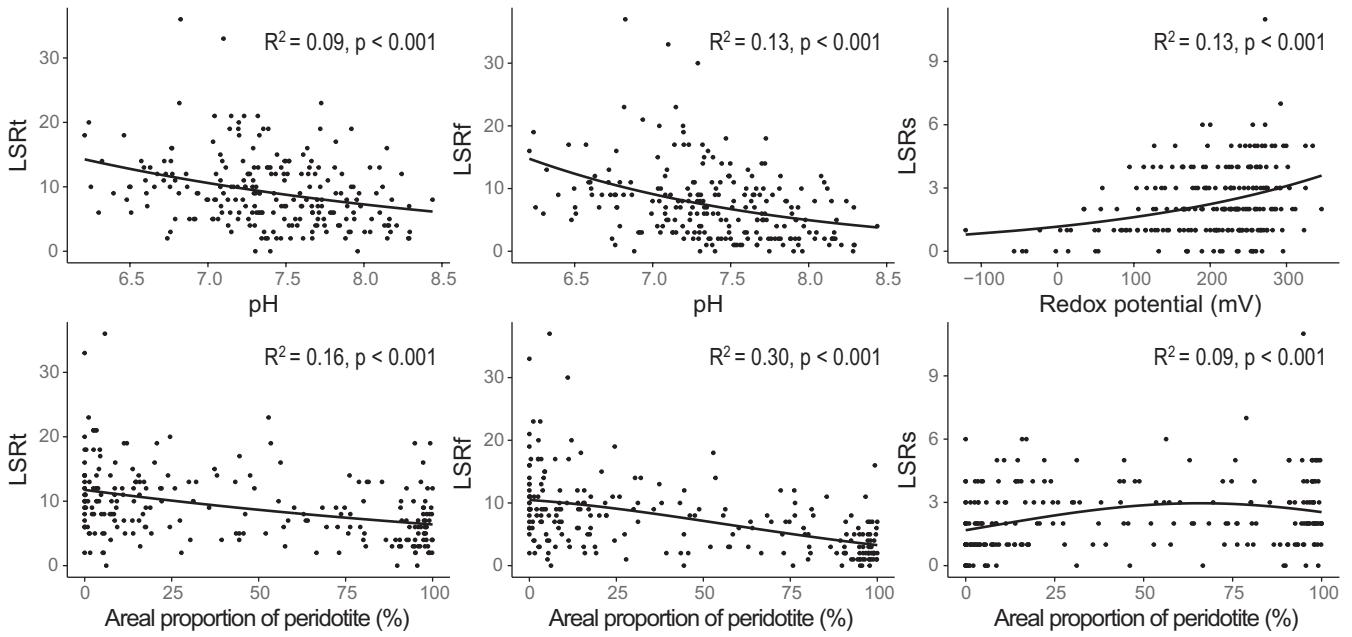 R² = 0.09, p < 0.001
LSRt
30
20
10
0
6.5 7.0 7.5 8.0 8.5
pH
R² = 0.13, p < 0.001
LSRf
30
20
10
0
6.5 7.0 7.5 8.0 8.5
pH
R² = 0.13, p < 0.001
LSRs
9
6
3
0
−100 0 100 200 300
Redox potential (mV)
R² = 0.16, p < 0.001
LSRt
30
20
10
0
0 25 50 75 100
Areal proportion of peridotite (%)
R² = 0.30, p < 0.001
LSRf
30
20
10
0
0 25 50 75 100
Areal proportion of peridotite (%)
R² = 0.09, p < 0.001
LSRs
9
6
3
0
0 25 50 75 100
Areal proportion of peridotite (%)